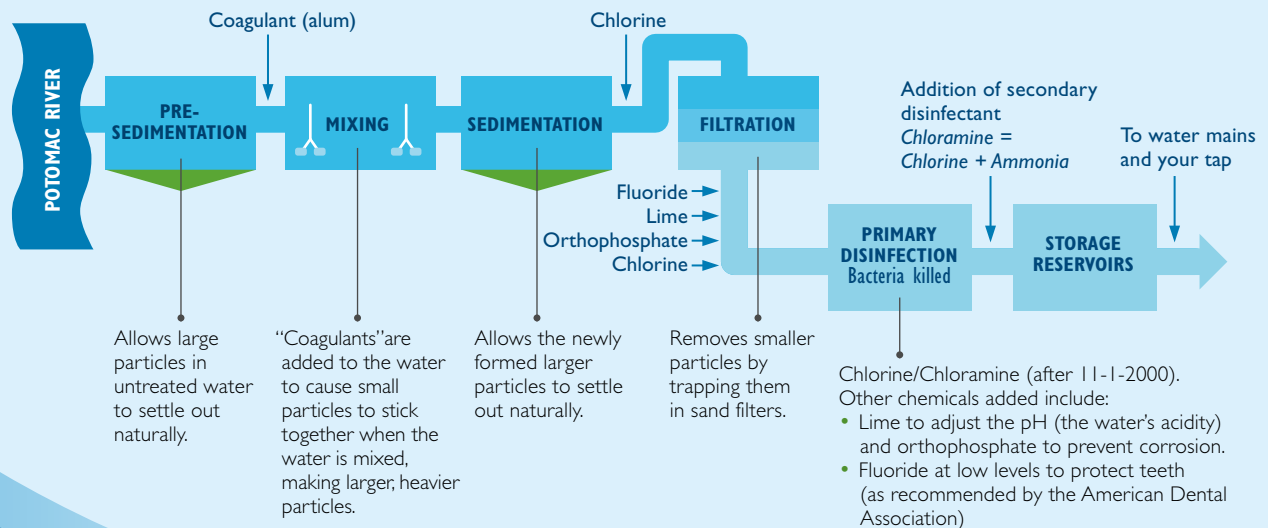 Coagulant (alum)
Chlorine
POTOMAC RIVER
PRE-
SEDIMENTATION
MIXING
SEDIMENTATION
FILTRATION
Addition of secondary
disinfectant
Chloramine =
Chlorine + Ammonia
To water mains
and your tap
Fluoride
Lime
Orthophosphate
Chlorine
PRIMARY
DISINFECTION
Bacteria killed
STORAGE
RESERVOIRS
Allows large
particles in
untreated water
to settle out
naturally.
“Coagulants”are
added to the water
to cause small
particles to stick
together when the
water is mixed,
making larger, heavier
particles.
Allows the newly
formed larger
particles to settle
out naturally.
Removes smaller
particles by
trapping them
in sand filters.
Chlorine/Chloramine (after 11-1-2000).
Other chemicals added include:
• Lime to adjust the pH (the water’s acidity)
and orthophosphate to prevent corrosion.
• Fluoride at low levels to protect teeth
(as recommended by the American Dental
Association)